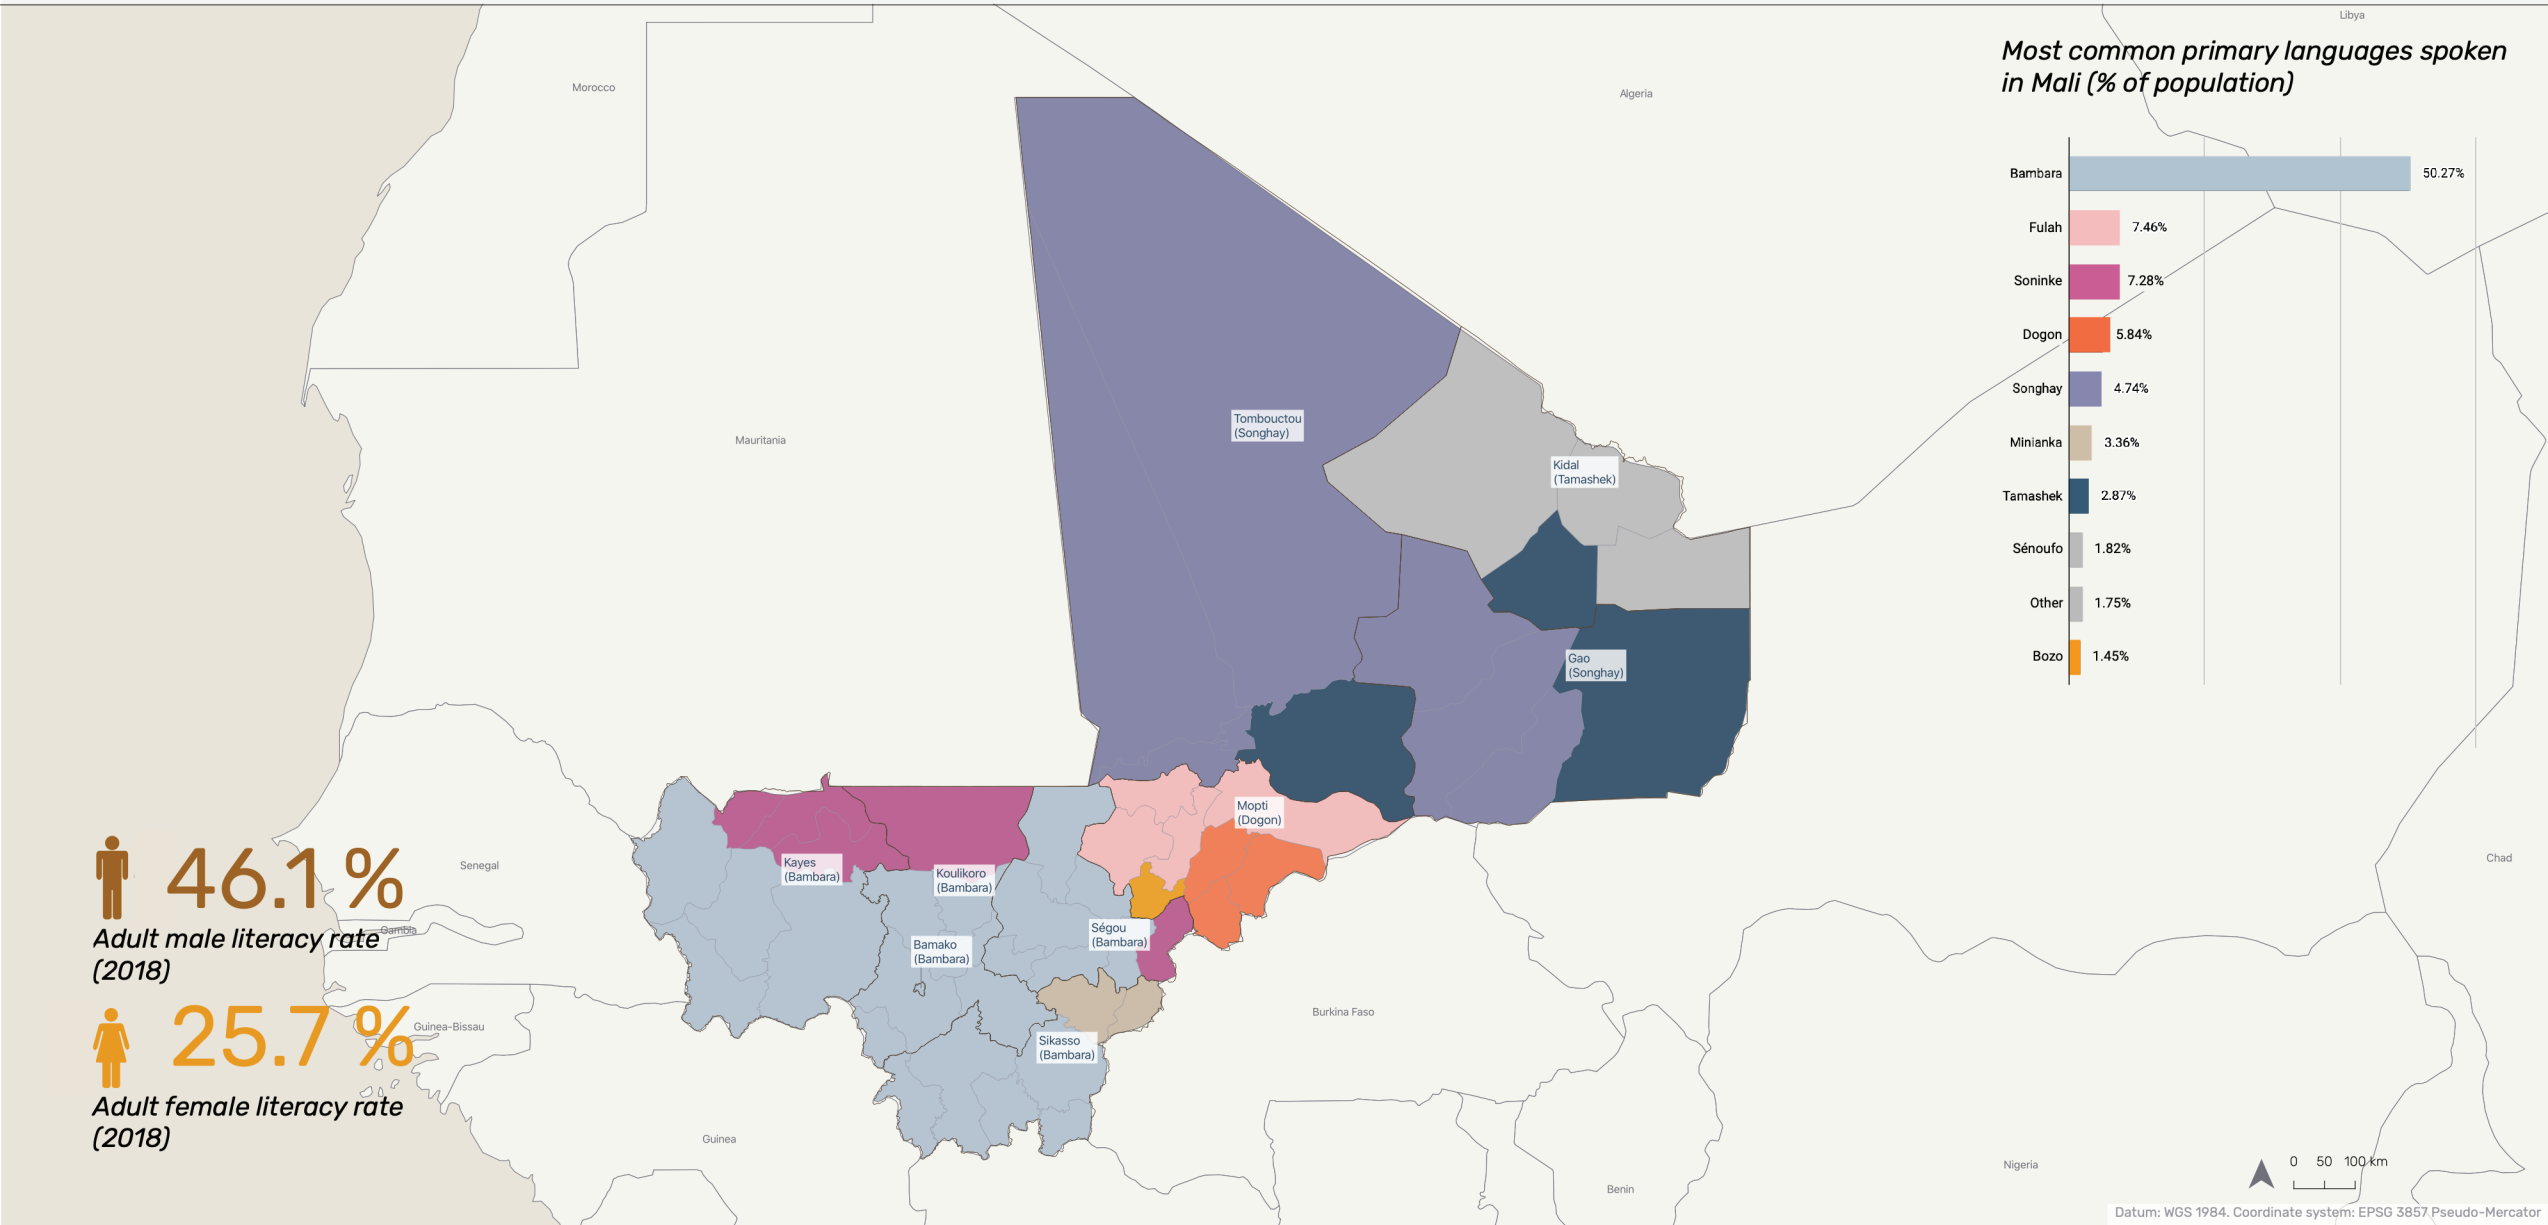 Libya
Most common primary languages spoken
in Mali (% of population)
Morocco
Algeria
Bambara
50.27%
Fulah
7.46%
Soninke
7.28%
Dogon
5.84%
Songhay
4.74%
Minianka
3.36%
Tamashek
2.87%
Sénoufo
1.82%
Other
1.75%
Bozo
1.45%
Mauritania
Tombouctou
(Songhay)
Kidal
(Tamashek)
Gao
(Songhay)
Mopti
(Dogon)
Kayes
(Bambara)
Koulikoro
(Bambara)
Ségou
(Bambara)
Bamako
(Bambara)
Sikasso
(Bambara)
Senegal
Gambia
Guinea-Bissau
Guinea
Burkina Faso
Benin
Nigeria
Chad
46.1 %
Adult male literacy rate
(2018)
25.7 %
Adult female literacy rate
(2018)
0 50 100 km
Datum: WGS 1984. Coordinate system: EPSG 3857 Pseudo-Mercator